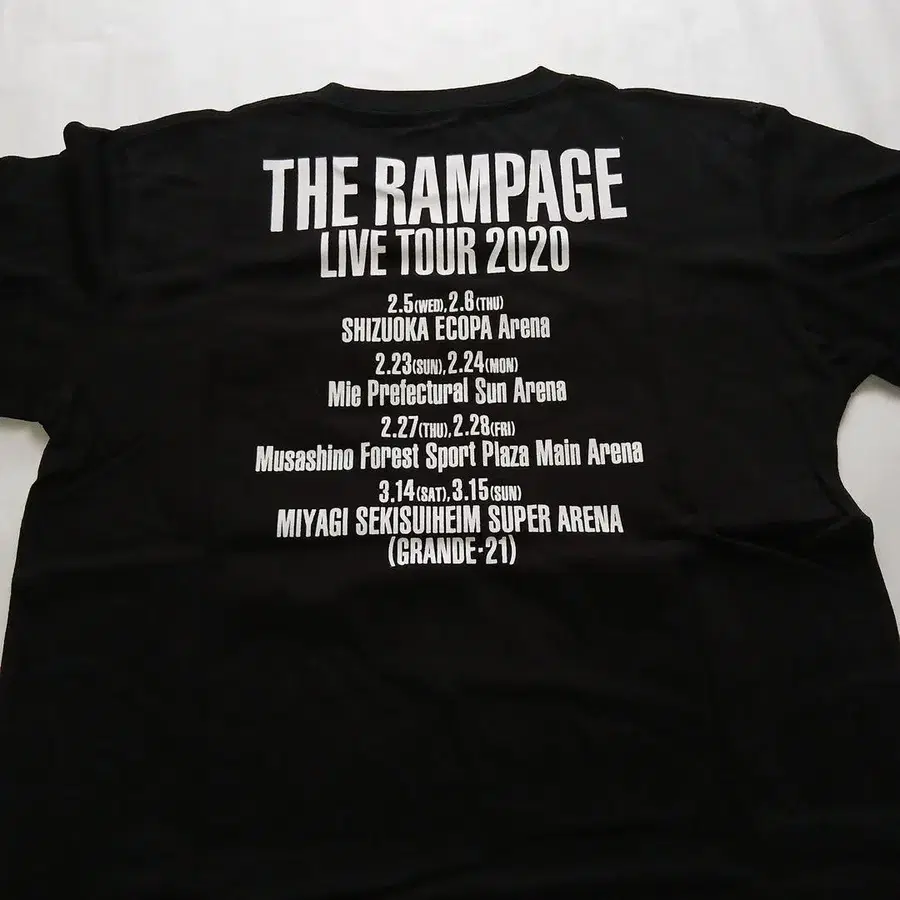 THE RAMPAGE
LIVE TOUR 2020
2.5(WED), 2.6(THU)
SHIZUOKA ECOPA Arena
2.23(SUN), 2.24(MON)
Mie Prefectural Sun Arena
2.27(THU), 2.28(FRI)
Musashino Forest Sport Plaza Main Arena
3.14(SAT), 3.15(SUN)
MIYAGI SEKISUIHEIM SUPER ARENA
(GRANDE·21)